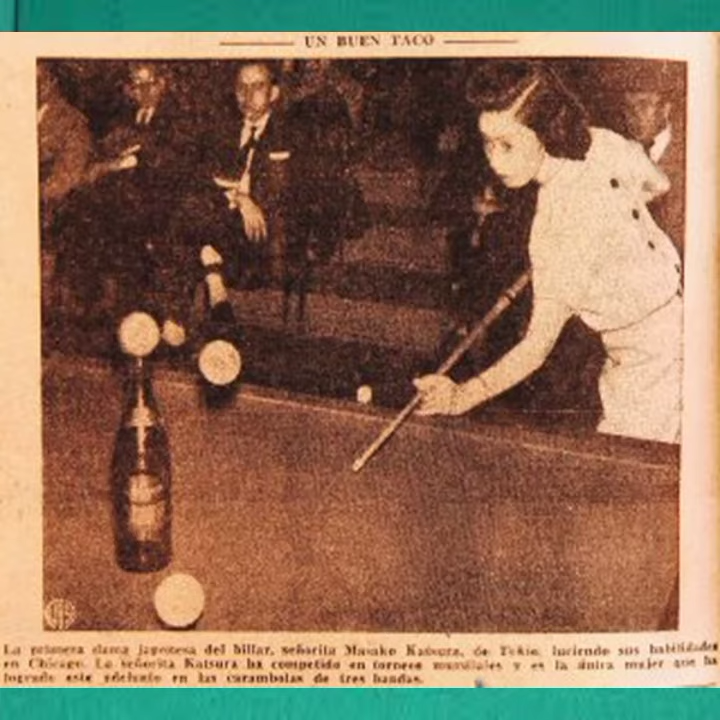 UN BUEN TACO
La primera dama japonesa del billar, señorita Masako Katsura, de Tokio, luciendo sus habilidades
en Chicago. La señorita Katsura ha competido en torneos mundiales y es la única mujer que ha
logrado este adelanto en las carambolas de tres bandas.